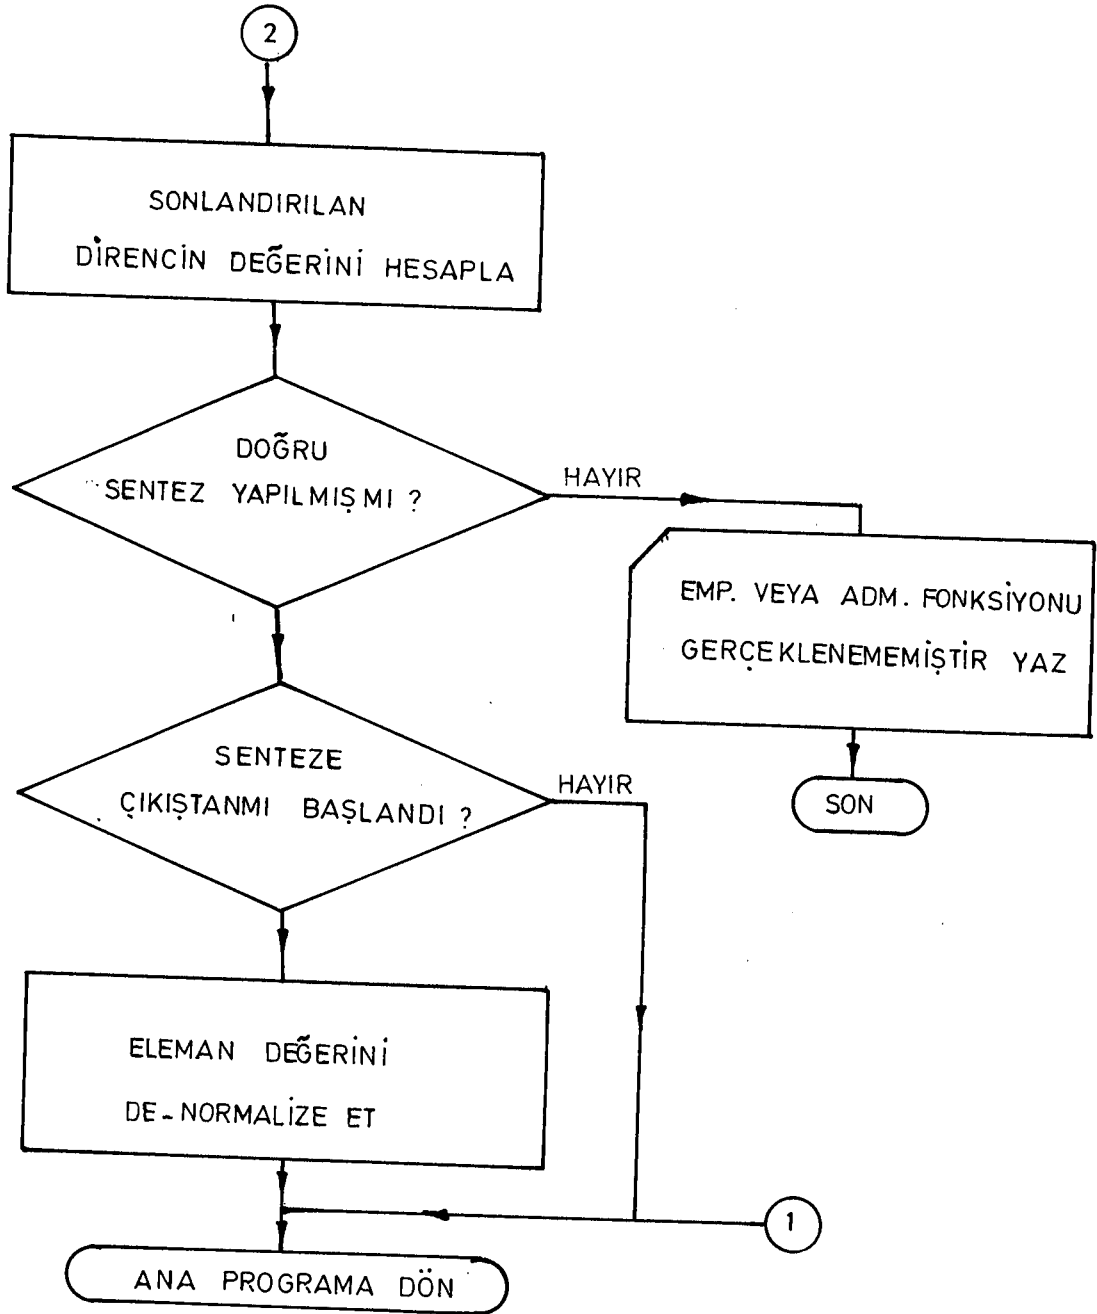 2
SONLANDIRILAN
DİRENCİN DEĞERİNİ HESAPLA
DOĞRU
SENTEZ YAPILMIŞMI ?
HAYIR
EMP. VEYA ADM. FONKSİYONU
GERÇEKLENEMEMİŞTİR YAZ
SON
SENTEZE
ÇIKIŞTANMI BAŞLANDI ?
HAYIR
ELEMAN DEĞERİNİ
DE-NORMALİZE ET
1
ANA PROGRAMA DÖN